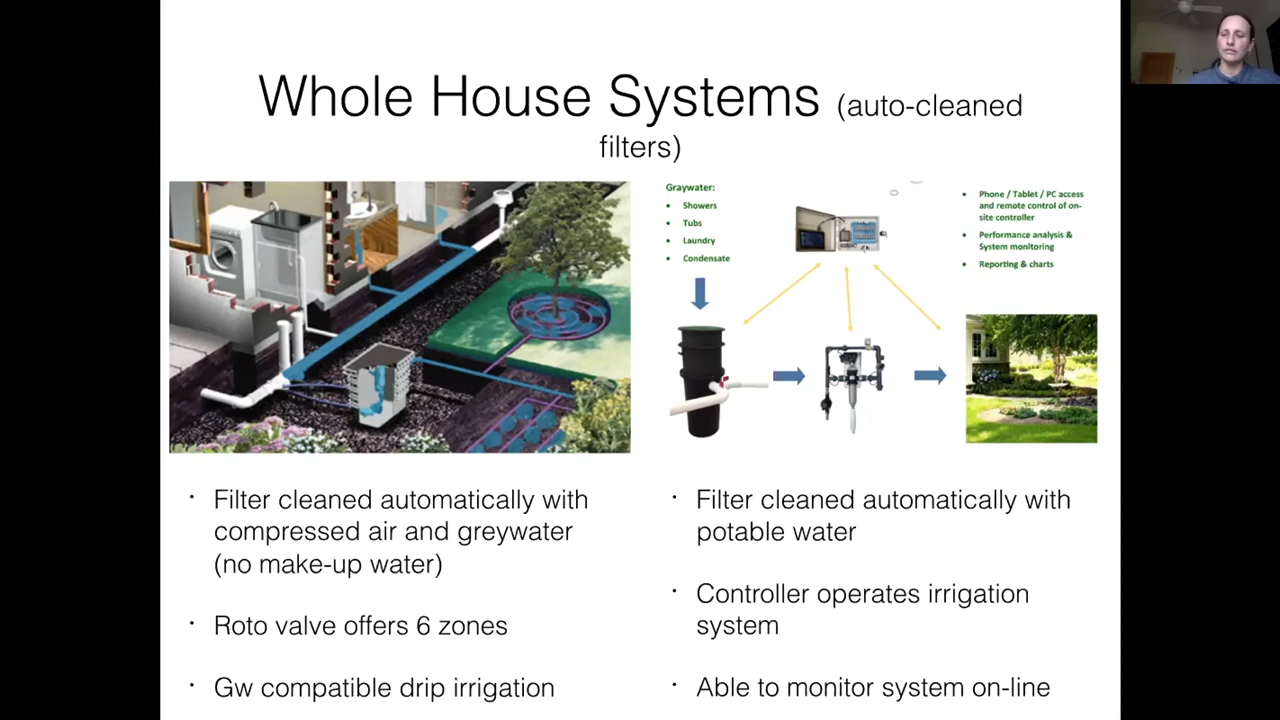 Whole House Systems (auto-cleaned
filters)
Graywater:
• Showers
• Tubs
• Laundry
• Condensate
• Phone / Tablet / PC access
and remote control of on-
site controller
• Performance analysis &
System monitoring
• Reporting & charts
• Filter cleaned automatically with
compressed air and greywater
(no make-up water)
• Roto valve offers 6 zones
• Gw compatible drip irrigation
• Filter cleaned automatically with
potable water
• Controller operates irrigation
system
• Able to monitor system on-line